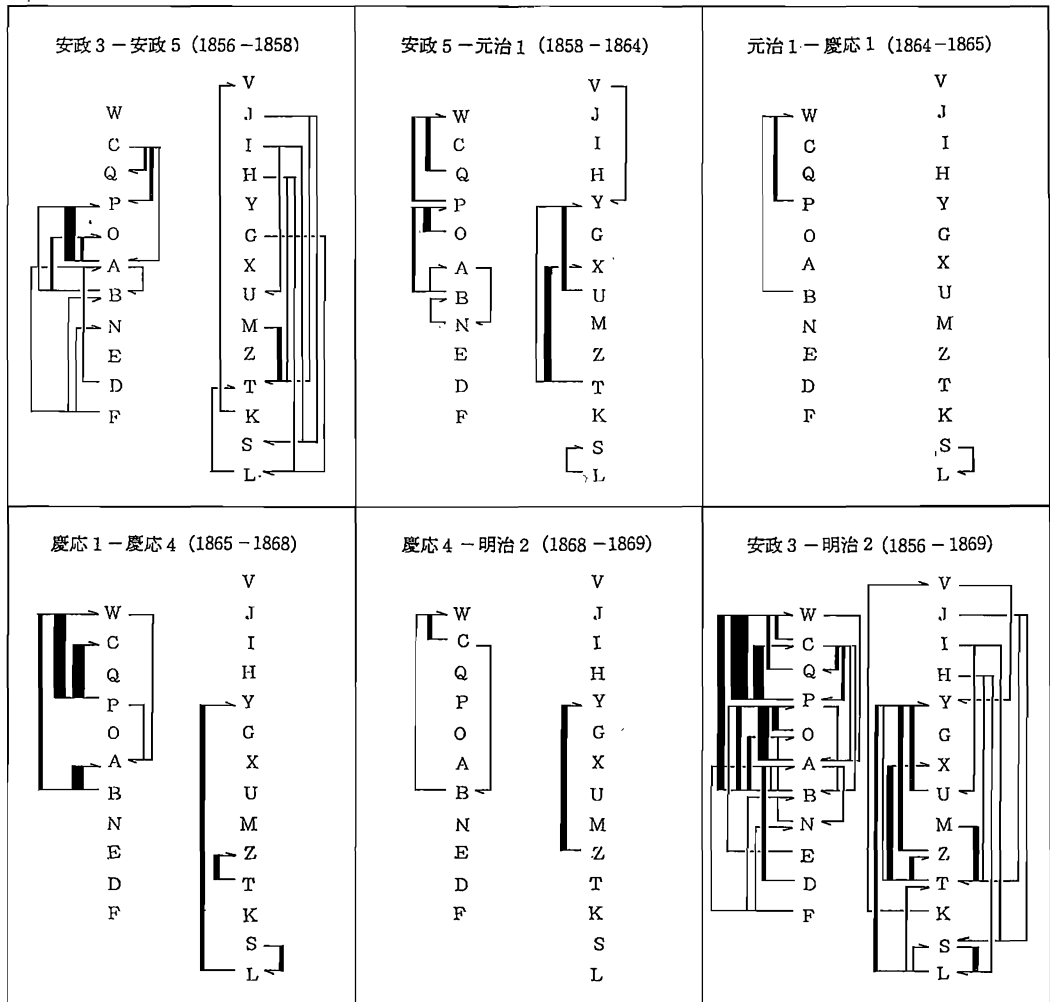 安政3－安政5 (1856－1858)
W
C
Q
P
O
A
B
N
E
D
F
V
J
I
H
Y
G
X
U
M
Z
T
K
S
L
安政5－元治1 (1858－1864)
W
C
Q
P
O
A
B
N
E
D
F
V
J
I
H
Y
G
X
U
M
Z
T
K
S
L
元治1－慶応1 (1864－1865)
W
C
Q
P
O
A
B
N
E
D
F
V
J
I
H
Y
G
X
U
M
Z
T
K
S
L
慶応1－慶応4 (1865－1868)
W
C
Q
P
O
A
B
N
E
D
F
V
J
I
H
Y
G
X
U
M
Z
T
K
S
L
慶応4－明治2 (1868－1869)
W
C
Q
P
O
A
B
N
E
D
F
V
J
I
H
Y
G
X
U
M
Z
T
K
S
L
安政3－明治2 (1856－1869)
W
C
Q
P
O
A
B
N
E
D
F
V
J
I
H
Y
G
X
U
M
Z
T
K
S
L